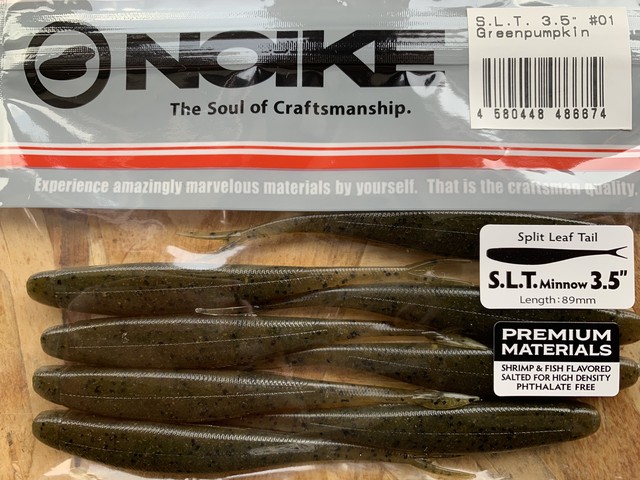 NOIKE
S.L.T. 3.5" #01
Greenpumpkin
4 580448 486674
The Soul of Craftsmanship.
Experience amazingly marvelous materials by yourself. That is the craftsman quality.
Split Leaf Tail
S.L.T. Minnow 3.5"
Length:89mm
PREMIUM
MATERIALS
SHRIMP & FISH FLAVORED
SALTED FOR HIGH DENSITY
PHTHALATE FREE